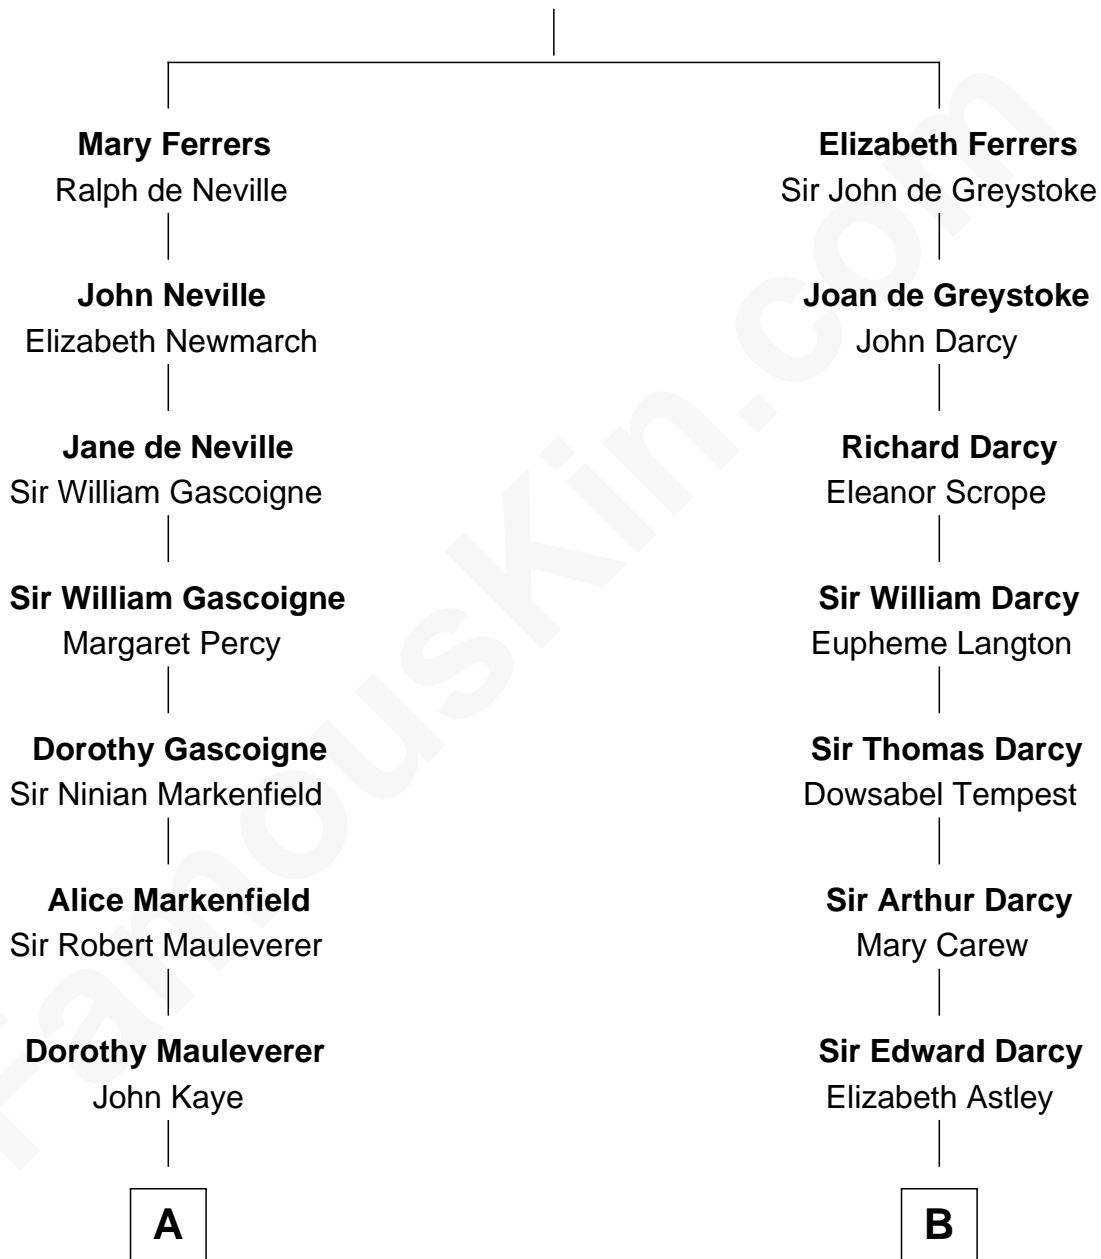 Mary Ferrers
Ralph de Neville
John Neville
Elizabeth Newmarch
Jane de Neville
Sir William Gascoigne
Sir William Gascoigne
Margaret Percy
Dorothy Gascoigne
Sir Ninian Markenfield
Alice Markenfield
Sir Robert Mauleverer
Dorothy Mauleverer
John Kaye
A
Elizabeth Ferrers
Sir John de Greystoke
Joan de Greystoke
John Darcy
Richard Darcy
Eleanor Scrope
Sir William Darcy
Eupheme Langton
Sir Thomas Darcy
Dowsabel Tempest
Sir Arthur Darcy
Mary Carew
Sir Edward Darcy
Elizabeth Astley
B
FamousKin.com